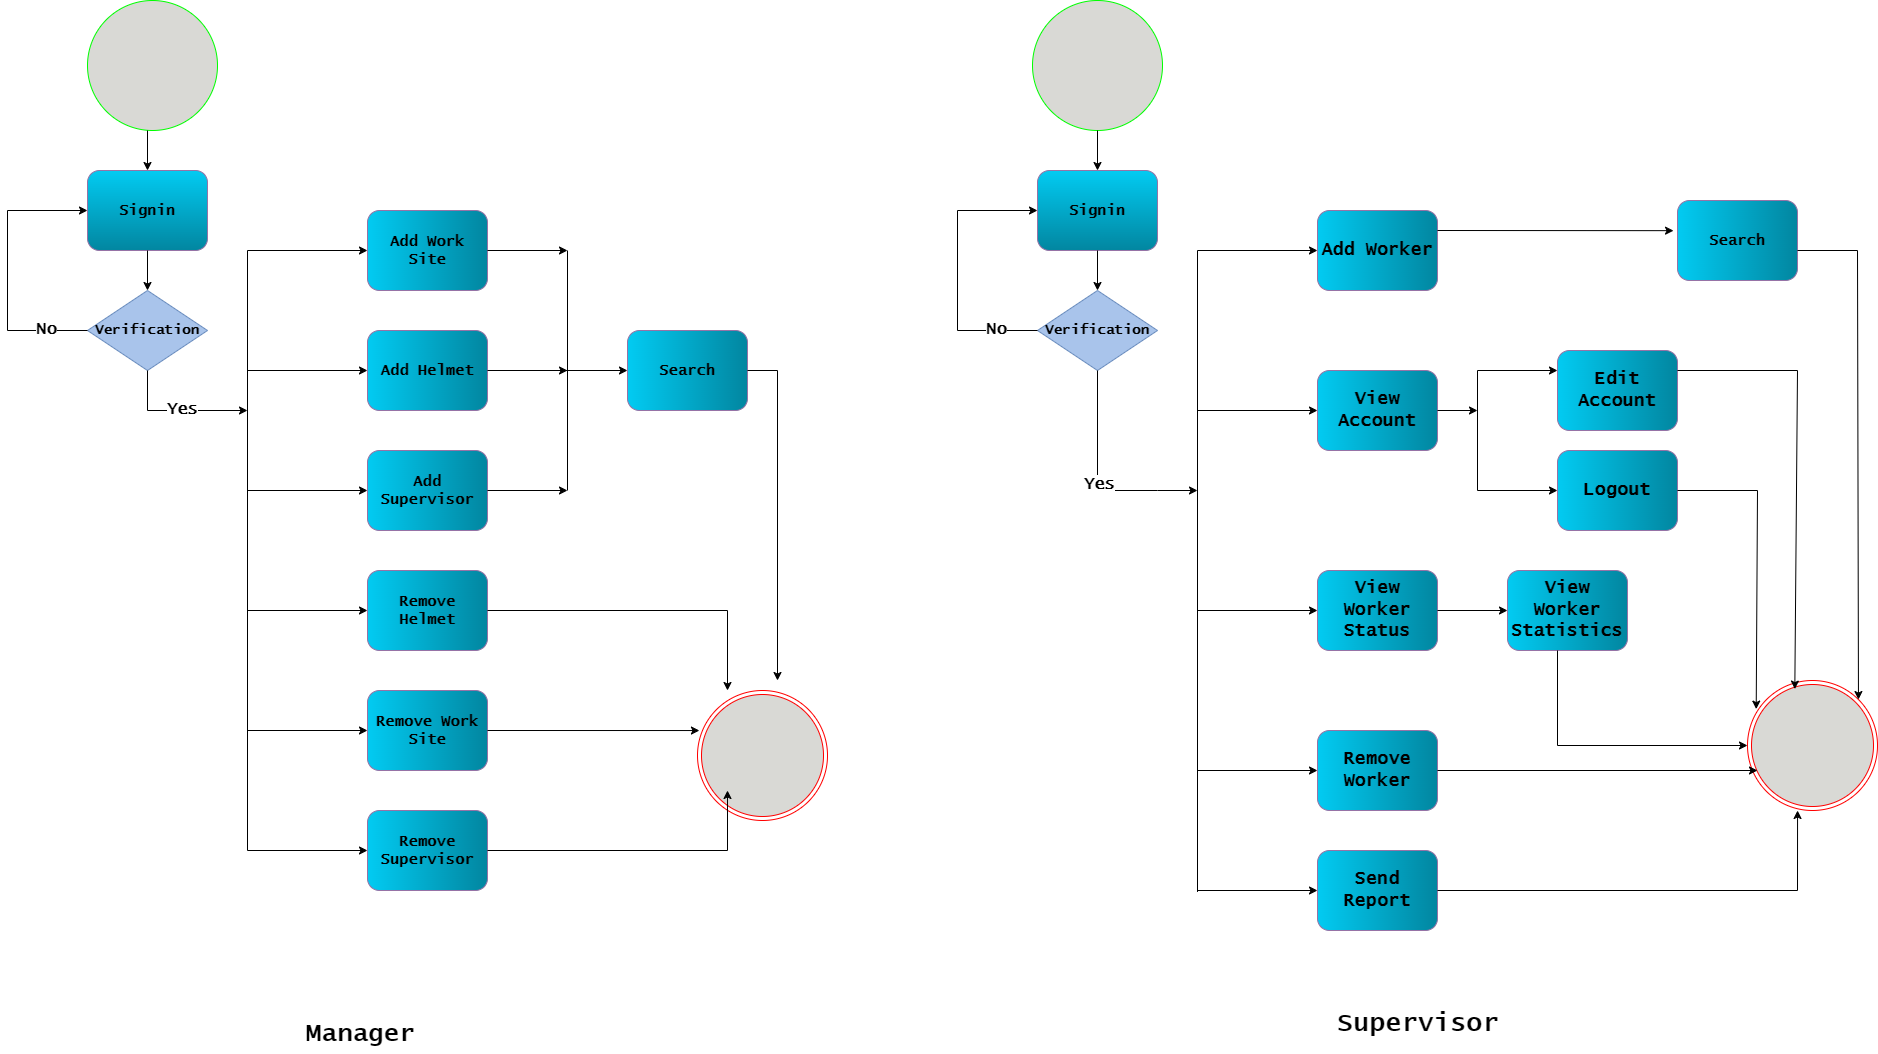 Signin
No
Verification
Yes
Add Work
Site
Add Helmet
Add
Supervisor
Search
Remove
Helmet
Remove Work
Site
Remove
Supervisor
Manager
Signin
No
Verification
Yes
Add Worker
Search
View
Account
Edit
Account
Logout
View
Worker
Status
View
Worker
Statistics
Remove
Worker
Send
Report
Supervisor